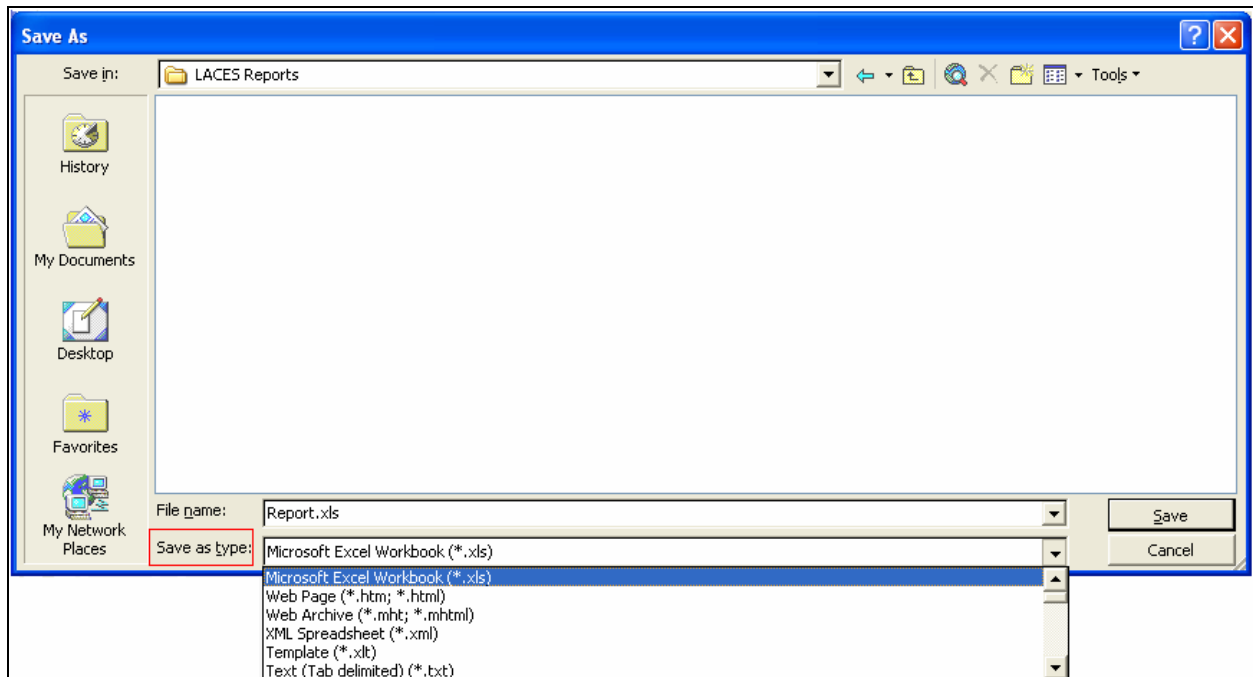 Save As
Save in:
LACES Reports
Tools
History
My Documents
Desktop
Favorites
My Network
Places
File name:
Report.xls
Save
Save as type:
Microsoft Excel Workbook (*.xls)
Cancel
Microsoft Excel Workbook (*.xls)
Web Page (*.htm; *.html)
Web Archive (*.mht; *.mhtml)
XML Spreadsheet (*.xml)
Template (*.xlt)
Text (Tab delimited) (*.txt)